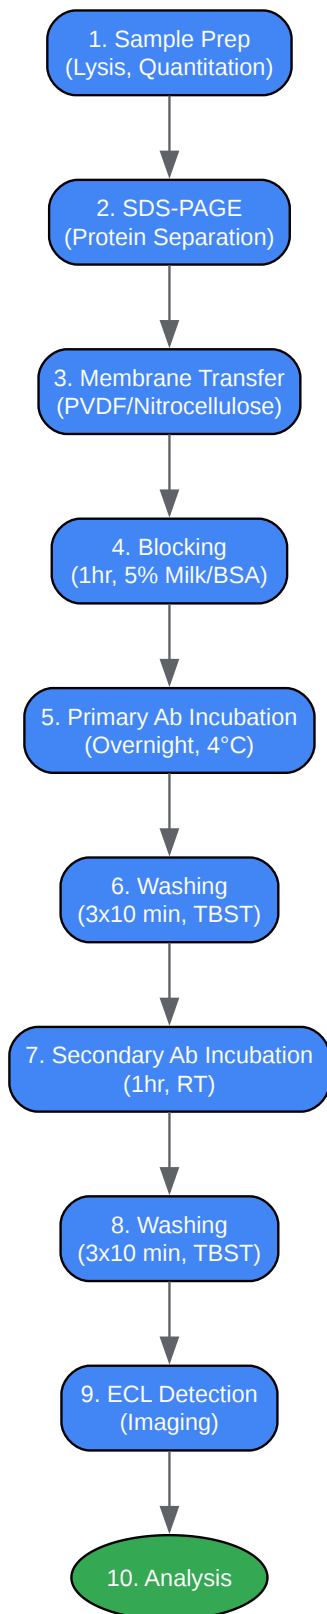 1. Sample Prep
(Lysis, Quantitation)
2. SDS-PAGE
(Protein Separation)
3. Membrane Transfer
(PVDF/Nitrocellulose)
4. Blocking
(1hr, 5% Milk/BSA)
5. Primary Ab Incubation
(Overnight, 4°C)
6. Washing
(3x10 min, TBST)
7. Secondary Ab Incubation
(1hr, RT)
8. Washing
(3x10 min, TBST)
9. ECL Detection
(Imaging)
10. Analysis